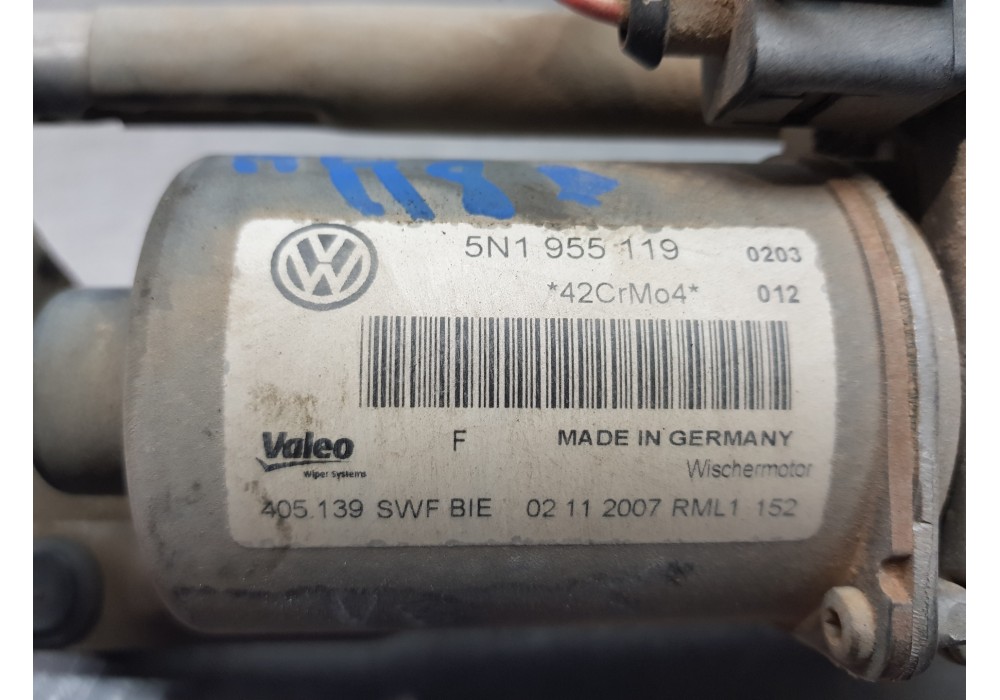 5N1 955 119 0203
*42CrMo4* 012
Valeo F MADE IN GERMANY
Wiper Systems Wischermotor
405.139 SWF BIE 02 11 2007 RML1 152